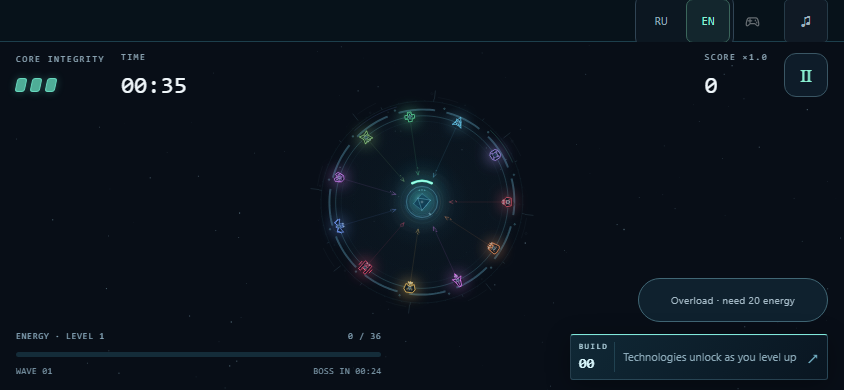 RU EN
CORE INTEGRITY TIME SCORE ×1.0
00:35 0
Overload · need 20 energy
ENERGY · LEVEL 1 0 / 36
BUILD
00 Technologies unlock as you level up ↗
WAVE 01 BOSS IN 00:24